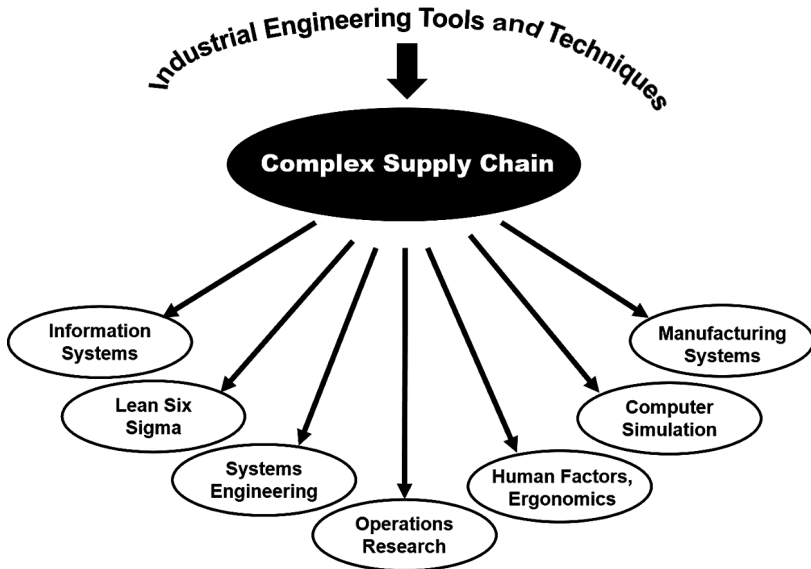 Industrial Engineering Tools and Techniques
Complex Supply Chain
Information
Systems
Lean Six
Sigma
Systems
Engineering
Operations
Research
Human Factors,
Ergonomics
Computer
Simulation
Manufacturing
Systems